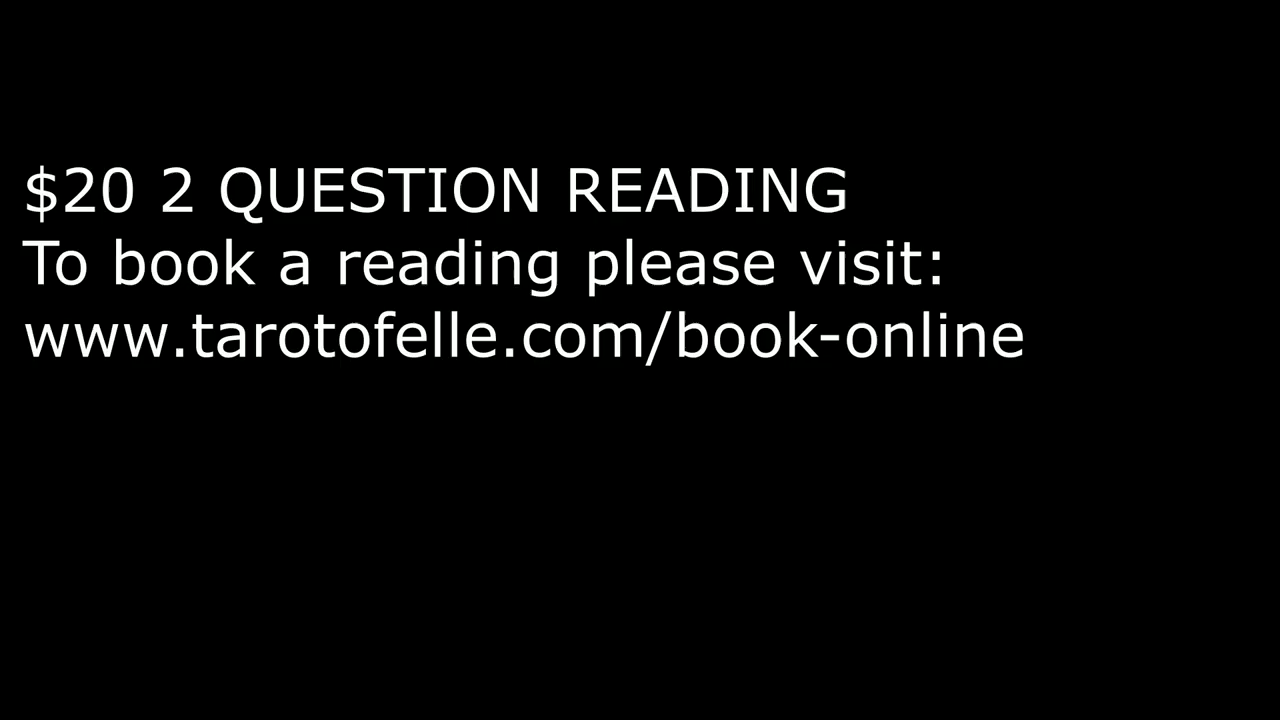 $20 2 QUESTION READING
To book a reading please visit:
www.tarotofelle.com/book-online